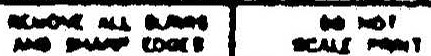 REMOVE ALL BURRS
AND SHARP EDGES
DO NOT
SCALE PRINT